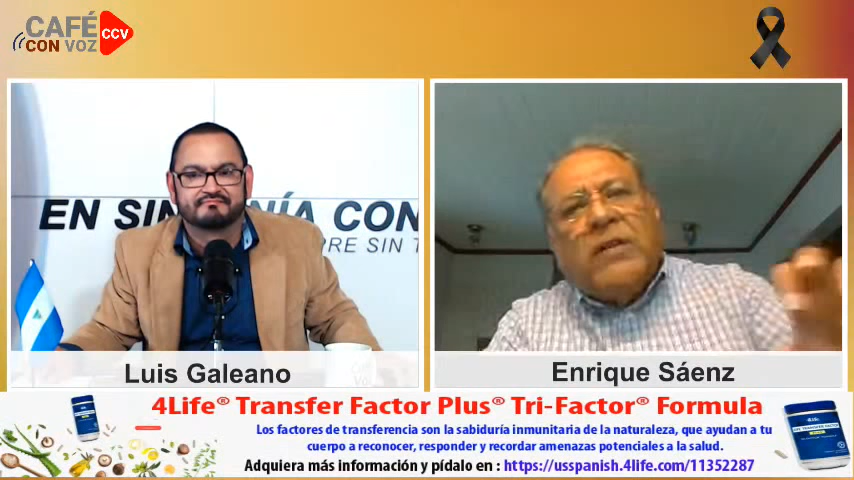 CAFÉ
CON VOZ
CCV
EN SIN
NÍA CON
PRE SIN T
Luis Galeano
Enrique Sáenz
4Life® Transfer Factor Plus® Tri-Factor® Formula
Los factores de transferencia son la sabiduría inmunitaria de la naturaleza, que ayudan a tu
cuerpo a reconocer, responder y recordar amenazas potenciales a la salud.
Adquiera más información y pídalo en : https://usspanish.4life.com/11352287